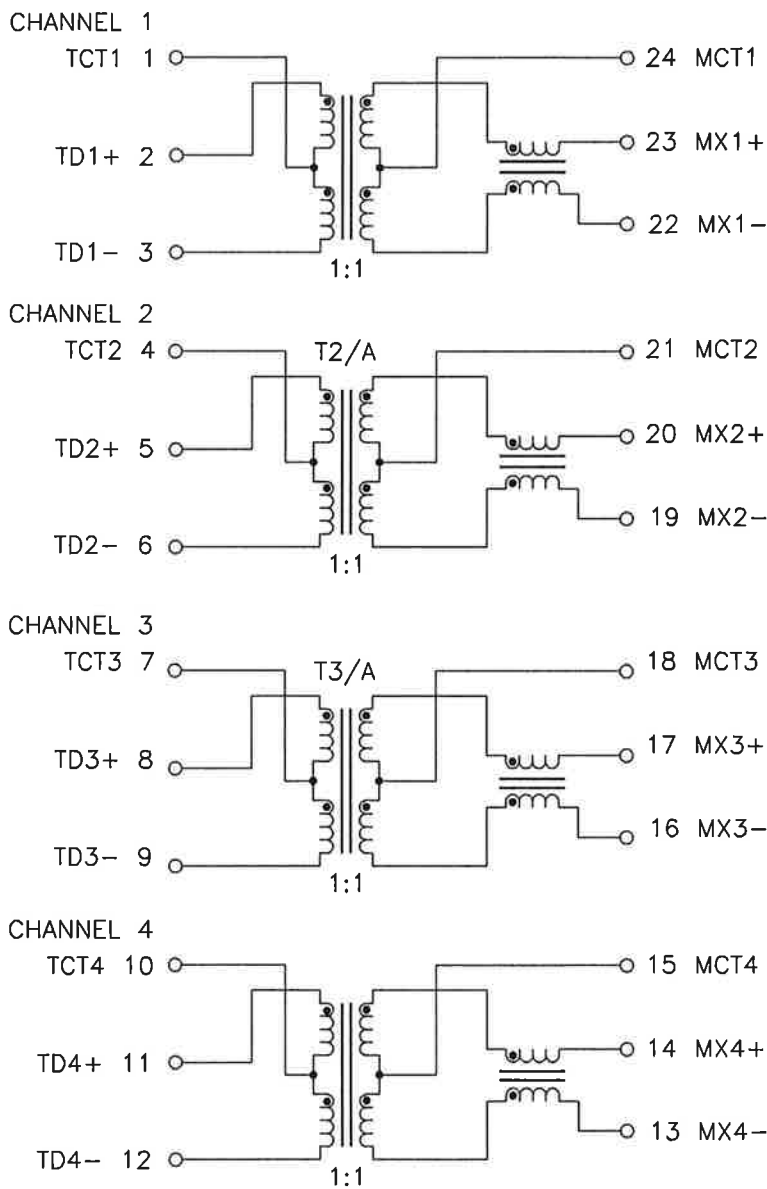 CHANNEL 1
TCT1 1
24 MCT1
23 MX1+
TD1+ 2
22 MX1-
TD1- 3
1:1
CHANNEL 2
TCT2 4
T2/A
21 MCT2
20 MX2+
TD2+ 5
19 MX2-
TD2- 6
1:1
CHANNEL 3
TCT3 7
T3/A
18 MCT3
17 MX3+
TD3+ 8
16 MX3-
TD3- 9
1:1
CHANNEL 4
TCT4 10
15 MCT4
14 MX4+
TD4+ 11
13 MX4-
TD4- 12
1:1